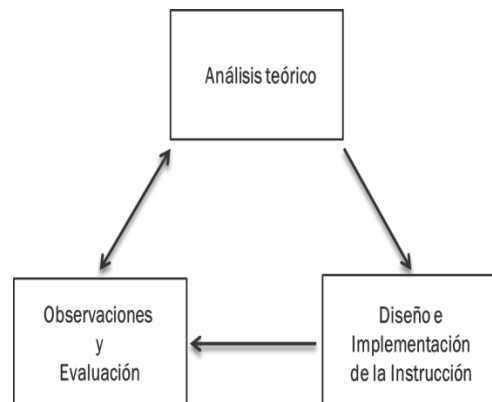 Análisis teórico
Observaciones
y
Evaluación
Diseño e
Implementación
de la Instrucción